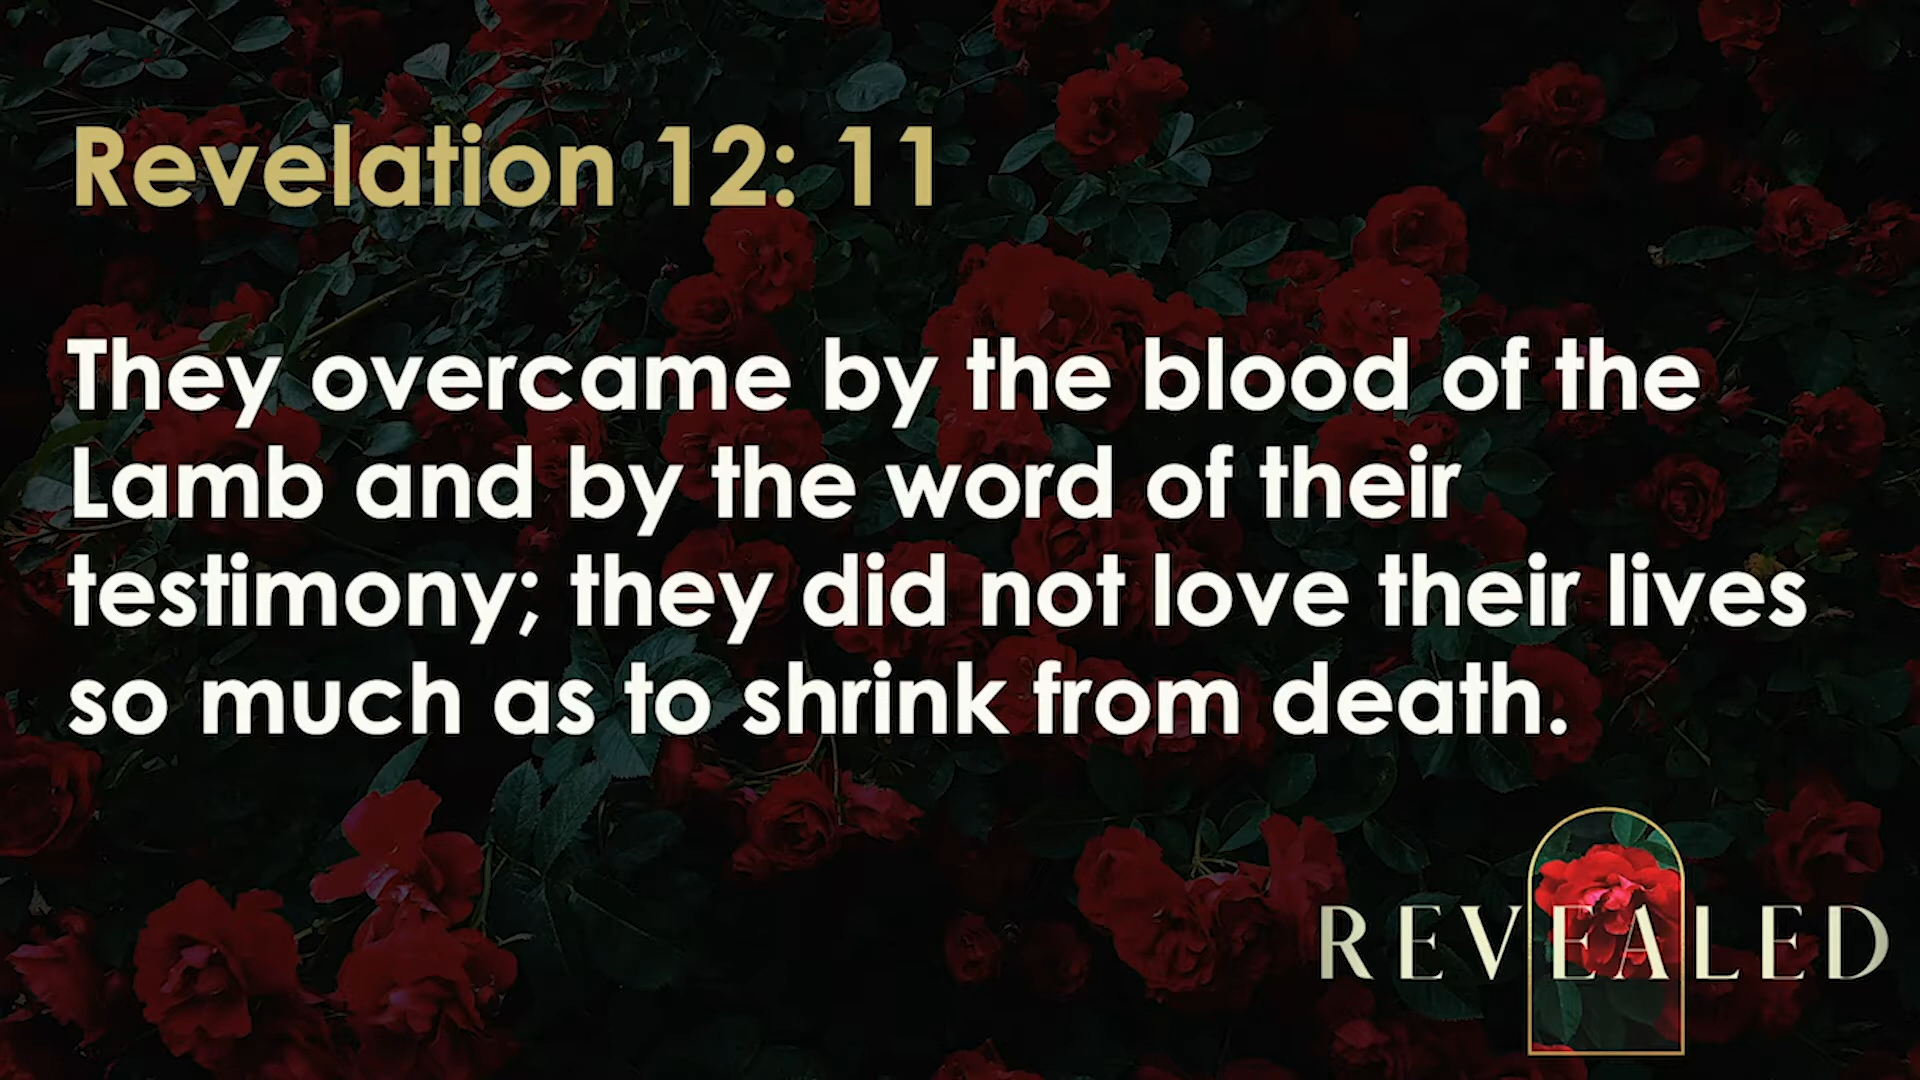 Revelation 12: 11
They overcame by the blood of the
Lamb and by the word of their
testimony; they did not love their lives
so much as to shrink from death.
REVEALED